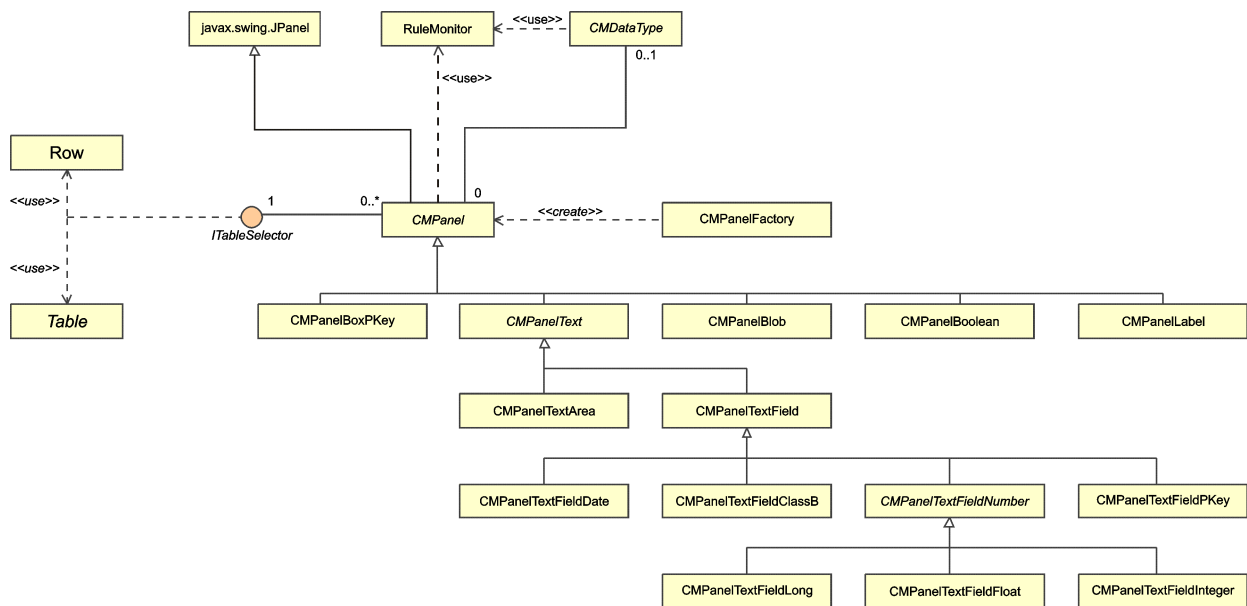 javax.swing.JPanel
RuleMonitor
<<use>>
CMDataType
0..1
<<use>>
Row
<<use>>
1
0..*
0
CMPanel
<<create>>
CMPanelFactory
ITableSelector
<<use>>
Table
CMPanelBoxPKey
CMPanelText
CMPanelBlob
CMPanelBoolean
CMPanelLabel
CMPanelTextArea
CMPanelTextField
CMPanelTextFieldDate
CMPanelTextFieldClassB
CMPanelTextFieldNumber
CMPanelTextFieldPKey
CMPanelTextFieldLong
CMPanelTextFieldFloat
CMPanelTextFieldInteger